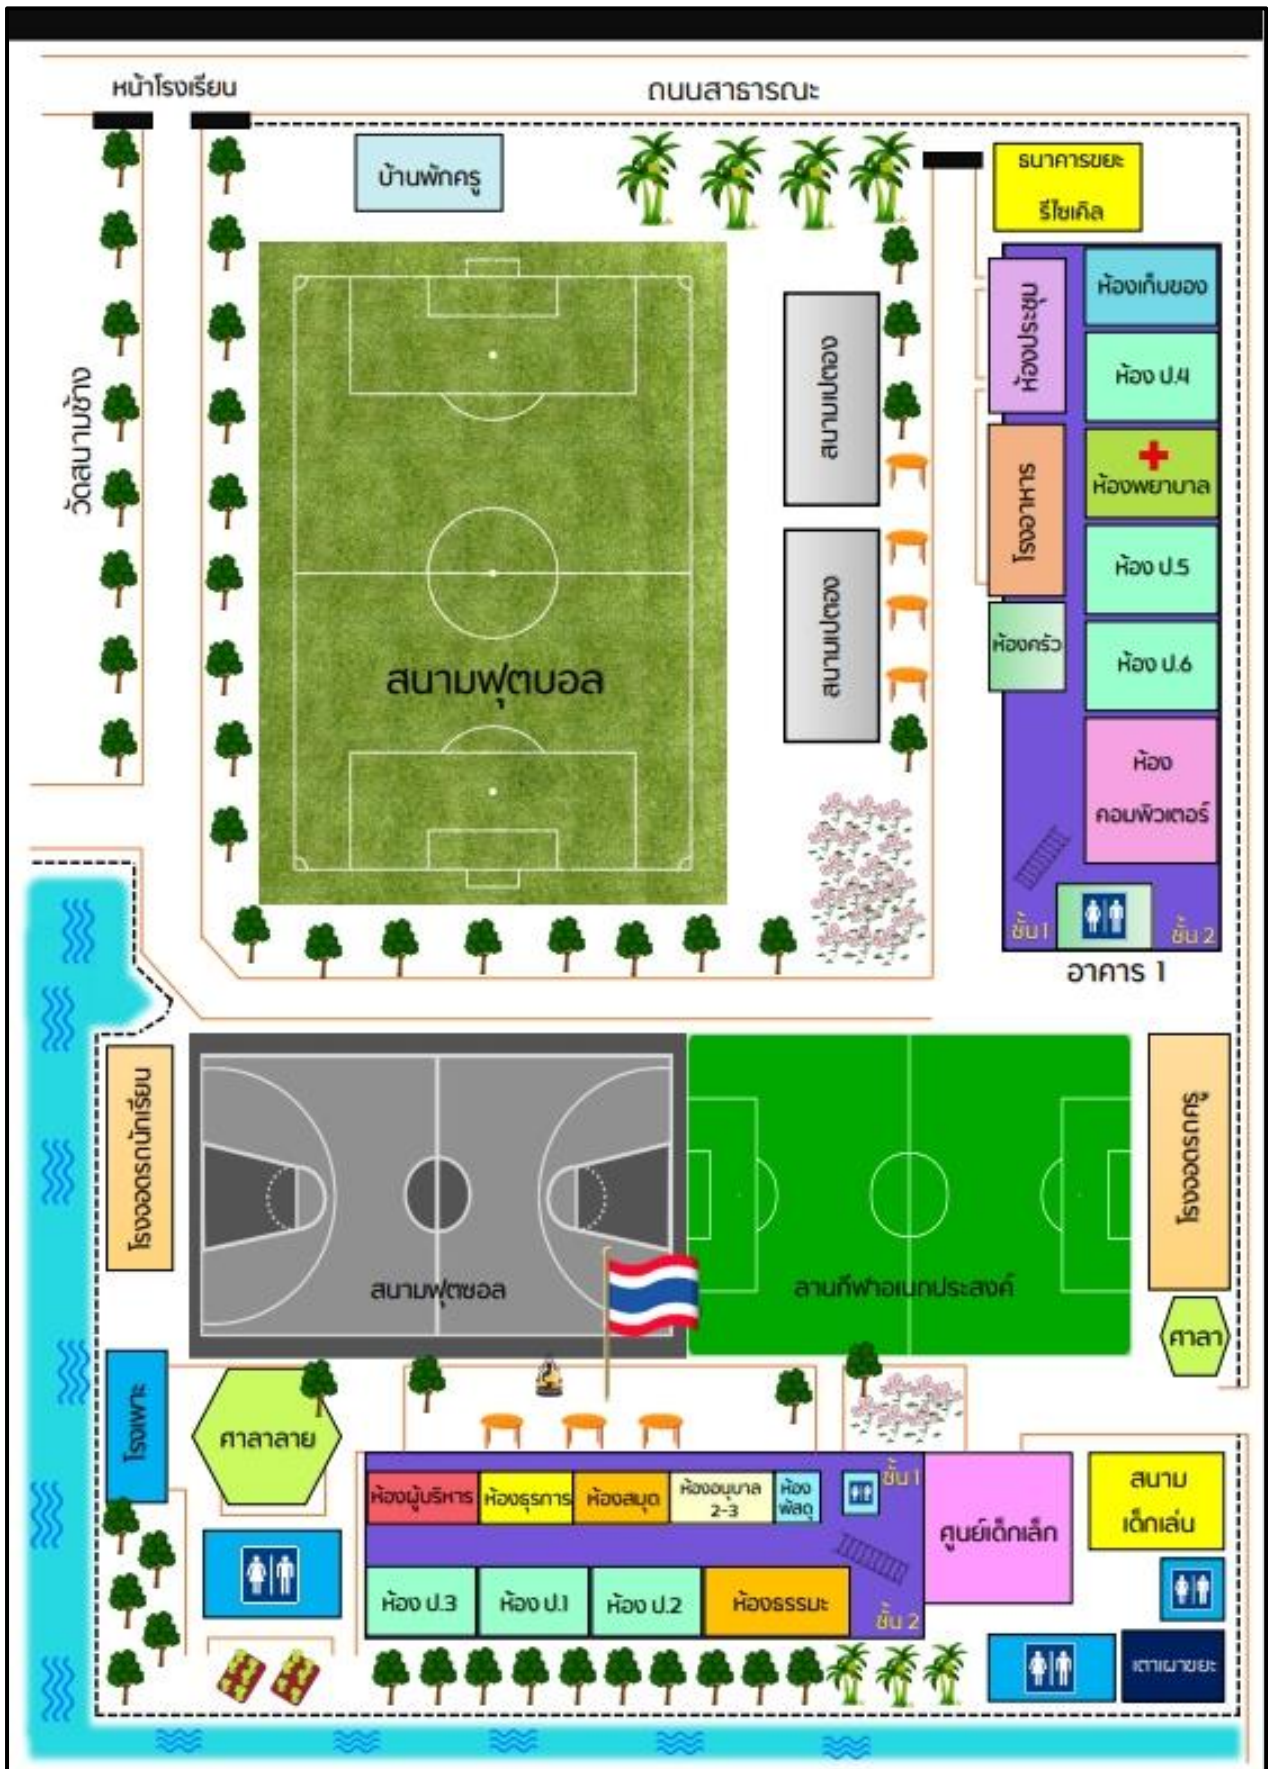 หน้าโรงเรียน
ถนนสาธารณะ
บ้านพักครู
ธนาคารขยะ
รีไซเคิล
วัดสนามช้าง
สนามฟุตบอล
สนามเปตอง
สนามเปตอง
ห้องประชุม
โรงอาหาร
ห้องครัว
ห้องเก็บของ
ห้อง ป.4
ห้องพยาบาล
ห้อง ป.5
ห้อง ป.6
ห้อง
คอมพิวเตอร์
ชั้น 1
ชั้น 2
อาคาร 1
โรงจอดรถนักเรียน
สนามฟุตซอล
ลานกีฬาอเนกประสงค์
โรงจอดรถครู
ศาลา
โรงเพาะ
ศาลาลาย
ห้องผู้บริหาร
ห้องธุรการ
ห้องสมุด
ห้องอนุบาล
2-3
ห้อง
พัสดุ
ชั้น 1
ห้อง ป.3
ห้อง ป.1
ห้อง ป.2
ห้องธรรมะ
ชั้น 2
ศูนย์เด็กเล็ก
สนาม
เด็กเล่น
เตาเผาขยะ